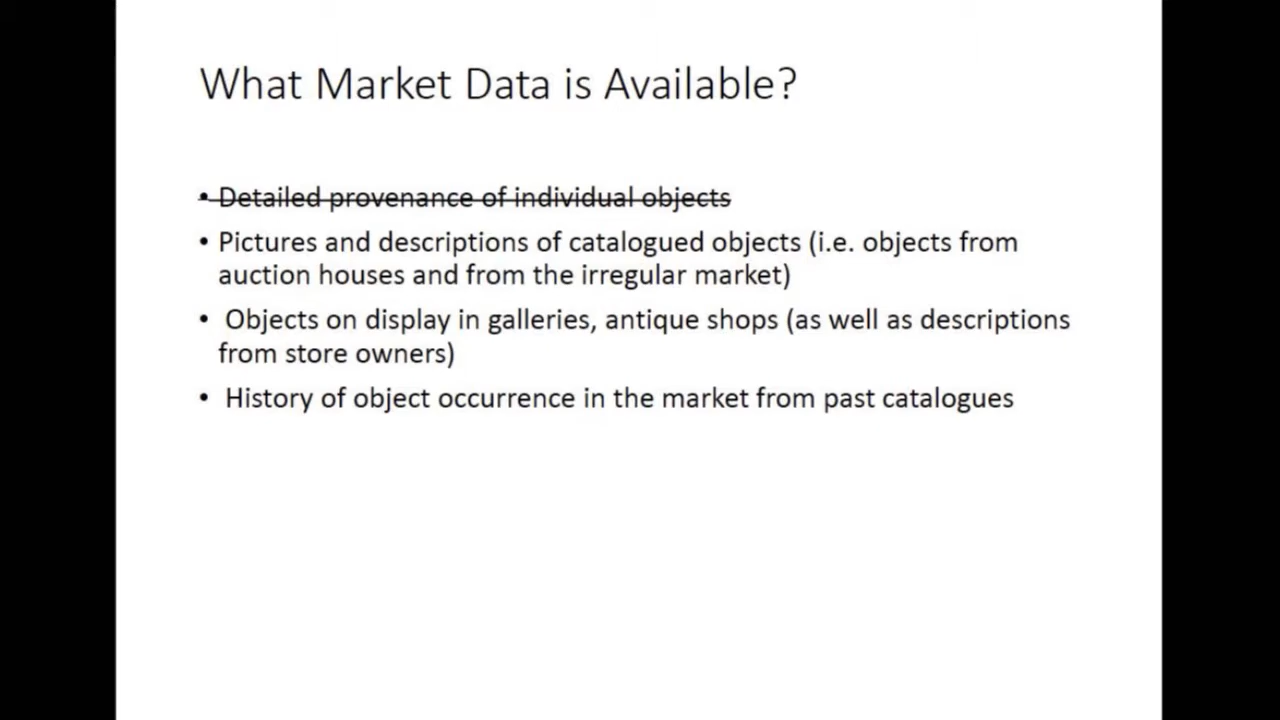 What Market Data is Available?
• Detailed provenance of individual objects
• Pictures and descriptions of catalogued objects (i.e. objects from
auction houses and from the irregular market)
• Objects on display in galleries, antique shops (as well as descriptions
from store owners)
• History of object occurrence in the market from past catalogues